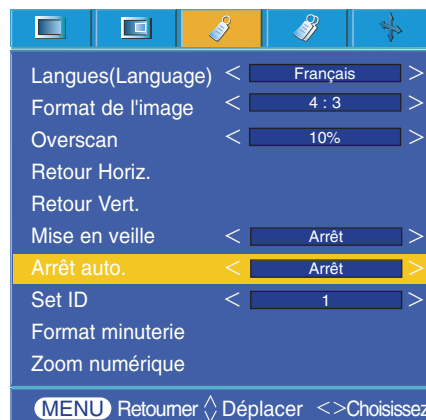 Langues(Language) < Français >
Format de l'image < 4 : 3 >
Overscan < 10% >
Retour Horiz.
Retour Vert.
Mise en veille < Arrêt >
Arrêt auto. < Arrêt >
Set ID < 1 >
Format minuterie
Zoom numérique
MENU Retourner Déplacer <>Choisissez